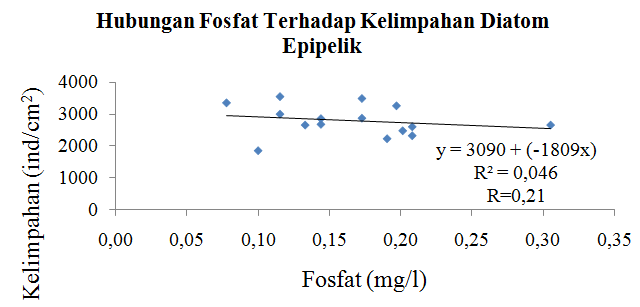 Hubungan Fosfat Terhadap Kelimpahan Diatom
Epipelik
Kelimpahan (ind/cm²)
4000
3000
2000
1000
0
y = 3090 + (-1809x)
R² = 0,046
R=0,21
0,00 0,05 0,10 0,15 0,20 0,25 0,30 0,35
Fosfat (mg/l)